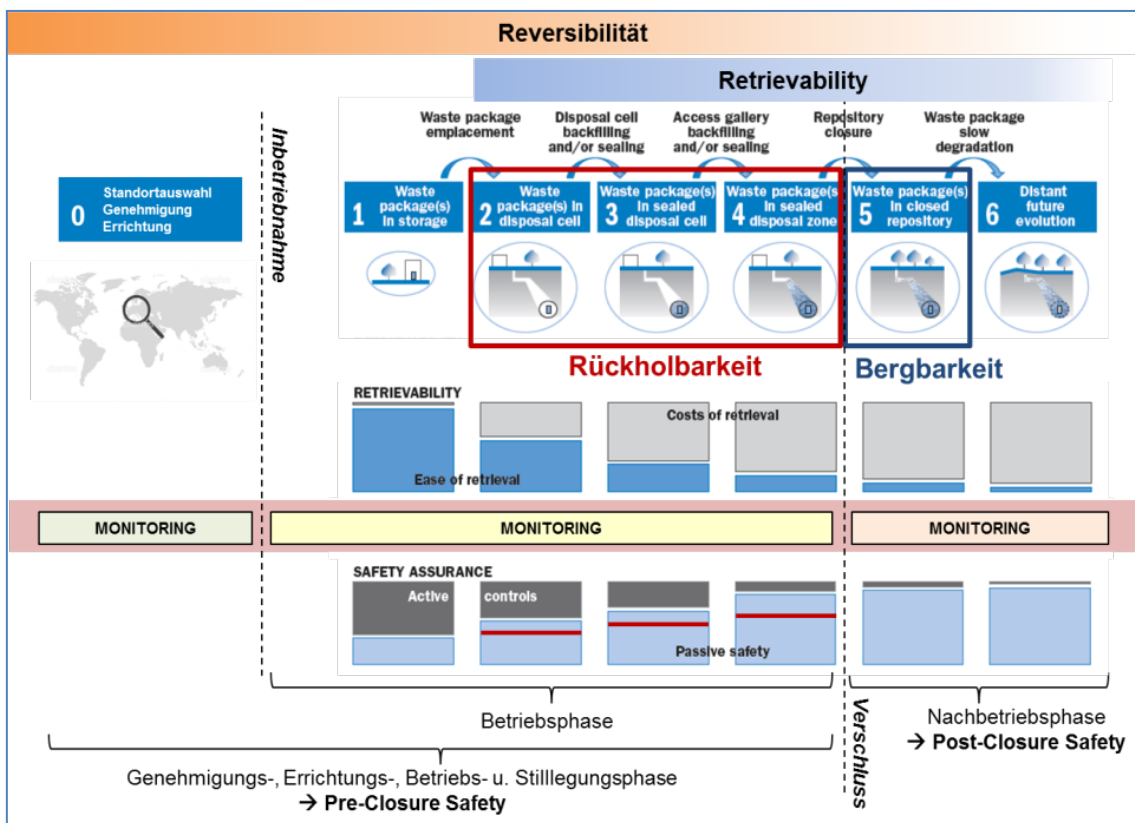 Reversibilität
Retrievability
Waste package
emplacement
Disposal cell
backfilling
and/or sealing
Access gallery
backfilling
and/or sealing
Repository
closure
Waste package
slow
degradation
Inbetriebnahme
0 Standortauswahl
Genehmigung
Errichtung
1 Waste
package(s)
in storage
2 Waste
package(s) in
disposal cell
3 Waste package(s)
in sealed
disposal cell
4 Waste package(s)
in sealed
disposal zone
5 Waste package(s)
in closed
repository
6 Distant
future
evolution
Rückholbarkeit
Bergbarkeit
RETRIEVABILITY
Costs of retrieval
Ease of retrieval
MONITORING
MONITORING
MONITORING
SAFETY ASSURANCE
Active controls
Passive safety
Betriebsphase
Verschluss
Nachbetriebsphase
→ Post-Closure Safety
Genehmigungs-, Errichtungs-, Betriebs- u. Stilllegungsphase
→ Pre-Closure Safety